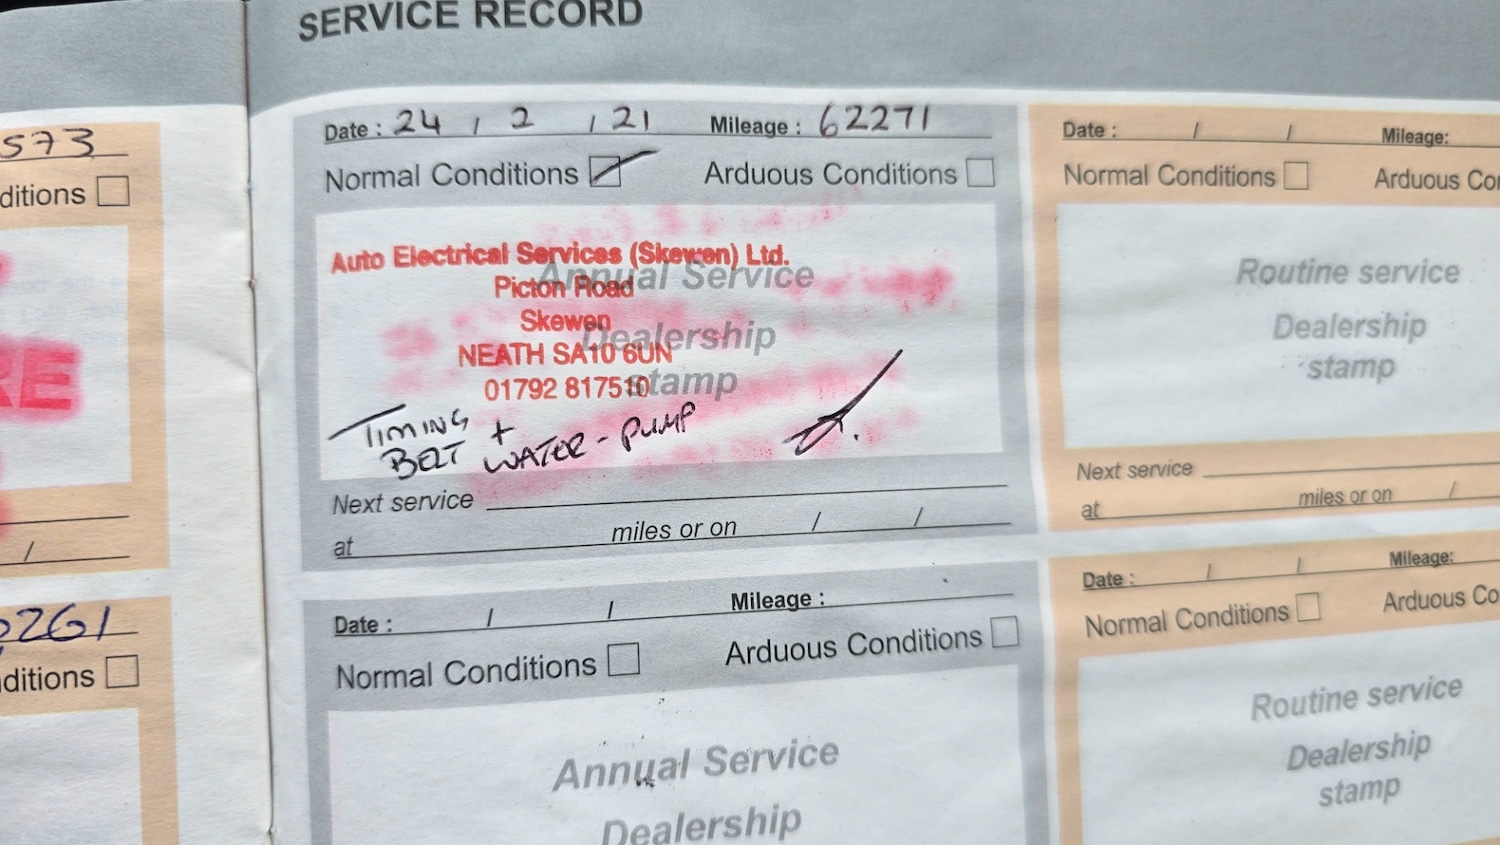 SERVICE RECORD
573
ditions
RE
261
ditions
Date : 24 / 2 / 21 Mileage : 62271
Normal Conditions Arduous Conditions
Auto Electrical Services (Skewen) Ltd.
Picton Road
Skewen
NEATH SA10 6UN
01792 817510
Annual Service
Dealership
stamp
TIMING
BELT + WATER-PUMP
Next service
at miles or on / /
Date : / / Mileage :
Normal Conditions Arduous Conditions
Annual Service
Dealership
Date : / / Mileage:
Normal Conditions Arduous Co
Routine service
Dealership
stamp
Next service
at miles or on /
Date : / / Mileage:
Normal Conditions Arduous Co
Routine service
Dealership
stamp